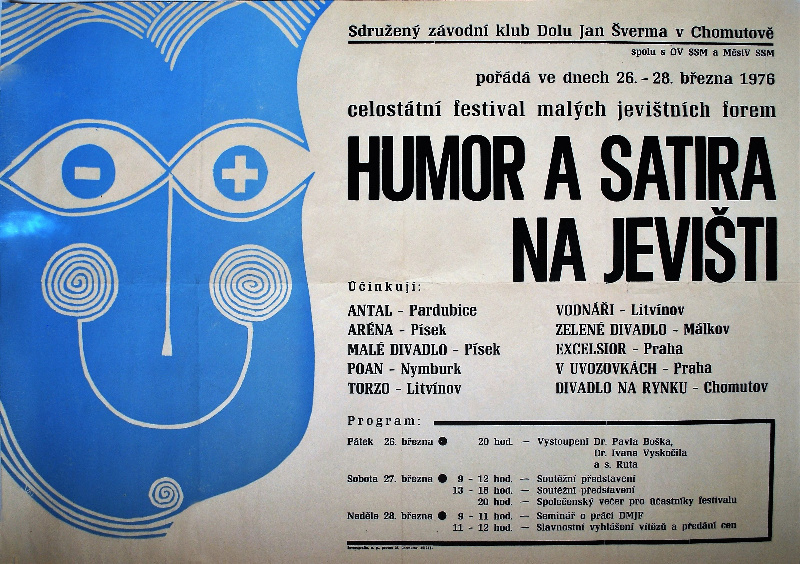 Sdružený závodní klub Dolu Jan Šverma v Chomutově
spolu s OV SSM a MěstV SSM
pořádá ve dnech 26. - 28. března 1976
celostátní festival malých jevištních forem
HUMOR A SATIRA
NA JEVIŠTI
Účinkují:
ANTAL - Pardubice
ARÉNA - Písek
MALÉ DIVADLO - Písek
POAN - Nymburk
TORZO - Litvínov
VODNÁŘI - Litvínov
ZELENÉ DIVADLO - Málkov
EXCELSIOR - Praha
V UVOZOVKÁCH - Praha
DIVADLO NA RYNKU - Chomutov
Program:
Pátek 26. března ● 20 hod. — Vystoupení Dr. Pavla Boška,
Dr. Ivana Vyskočila
a s. Ruta
Sobota 27. března ● 9 - 12 hod. — Soutěžní představení
13 - 18 hod. — Soutěžní představení
20 hod. — Společenský večer pro účastníky festivalu
Neděle 28. března ● 9 - 11 hod. — Seminář o práci DMJF
11 - 12 hod. — Slavnostní vyhlášení vítězů a předání cen